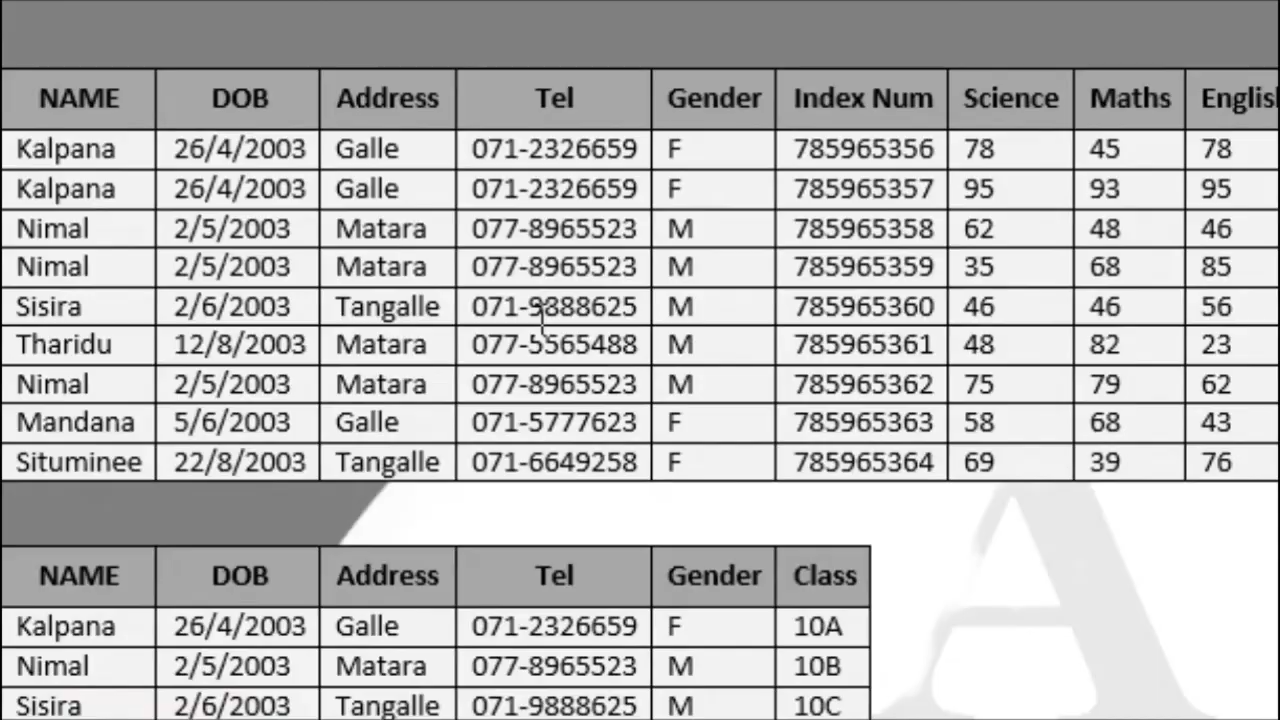 NAME DOB Address Tel Gender Index Num Science Maths Englis
Kalpana 26/4/2003 Galle 071-2326659 F 785965356 78 45 78
Kalpana 26/4/2003 Galle 071-2326659 F 785965357 95 93 95
Nimal 2/5/2003 Matara 077-8965523 M 785965358 62 48 46
Nimal 2/5/2003 Matara 077-8965523 M 785965359 35 68 85
Sisira 2/6/2003 Tangalle 071-9888625 M 785965360 46 46 56
Tharidu 12/8/2003 Matara 077-5565488 M 785965361 48 82 23
Nimal 2/5/2003 Matara 077-8965523 M 785965362 75 79 62
Mandana 5/6/2003 Galle 071-5777623 F 785965363 58 68 43
Situminee 22/8/2003 Tangalle 071-6649258 F 785965364 69 39 76
NAME DOB Address Tel Gender Class
Kalpana 26/4/2003 Galle 071-2326659 F 10A
Nimal 2/5/2003 Matara 077-8965523 M 10B
Sisira 2/6/2003 Tangalle 071-9888625 M 10C
A